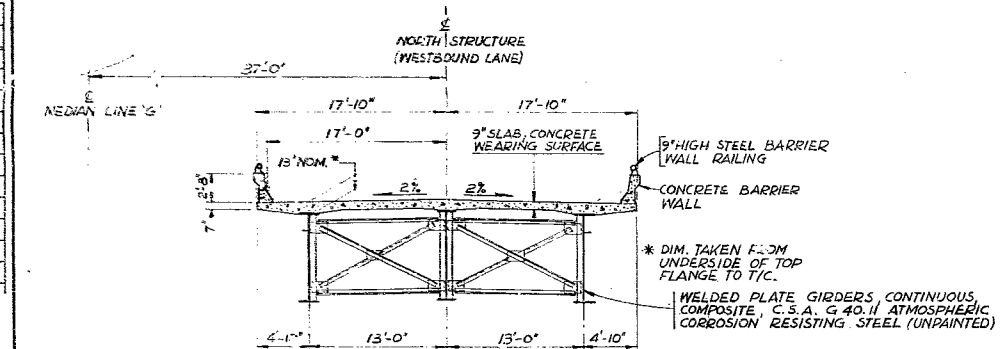 ℄
NORTH STRUCTURE
(WESTBOUND LANE)
37'-0"
℄
MEDIAN LINE 'G'
17'-10" 17'-10"
17'-0"
9" SLAB, CONCRETE
WEARING SURFACE
13" NOM. *
2% 2%
2'-8"
7"
9" HIGH STEEL BARRIER
WALL RAILING
CONCRETE BARRIER
WALL
* DIM. TAKEN FROM
UNDERSIDE OF TOP
FLANGE TO T/C.
WELDED PLATE GIRDERS, CONTINUOUS,
COMPOSITE, C.S.A. G 40.11 ATMOSPHERIC
CORROSION RESISTING STEEL (UNPAINTED)
4'-10" 13'-0" 13'-0" 4'-10"